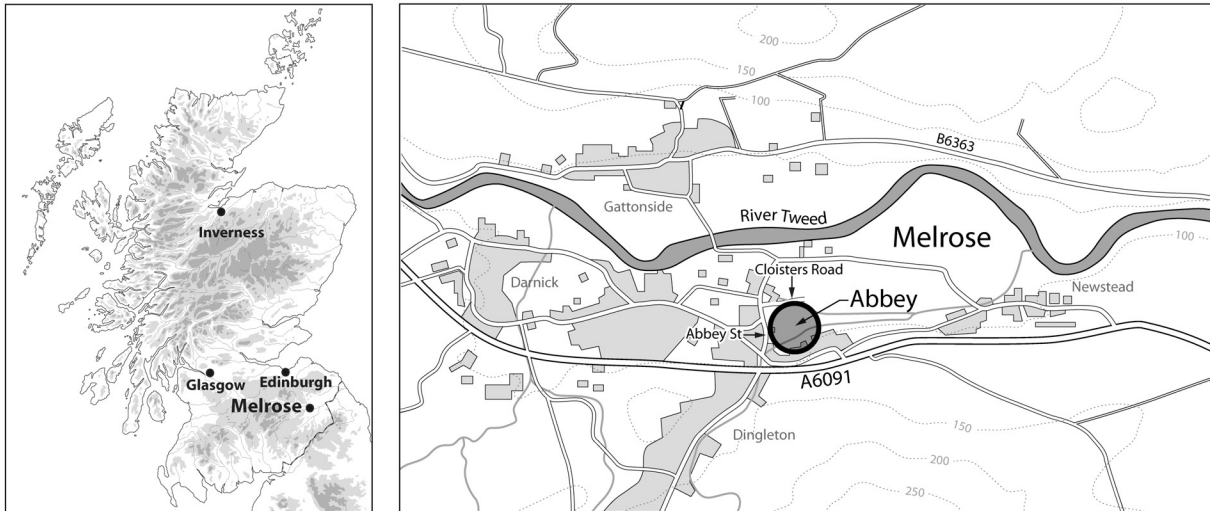 Inverness
Glasgow
Edinburgh
Melrose
200
150
100
B6363
Gattonside
River Tweed
Melrose
100
Cloisters Road
Darnick
Newstead
Abbey
Abbey St
A6091
Dingleton
150
200
250